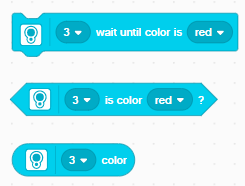 3 wait until color is red
3 is color red ?
3 color